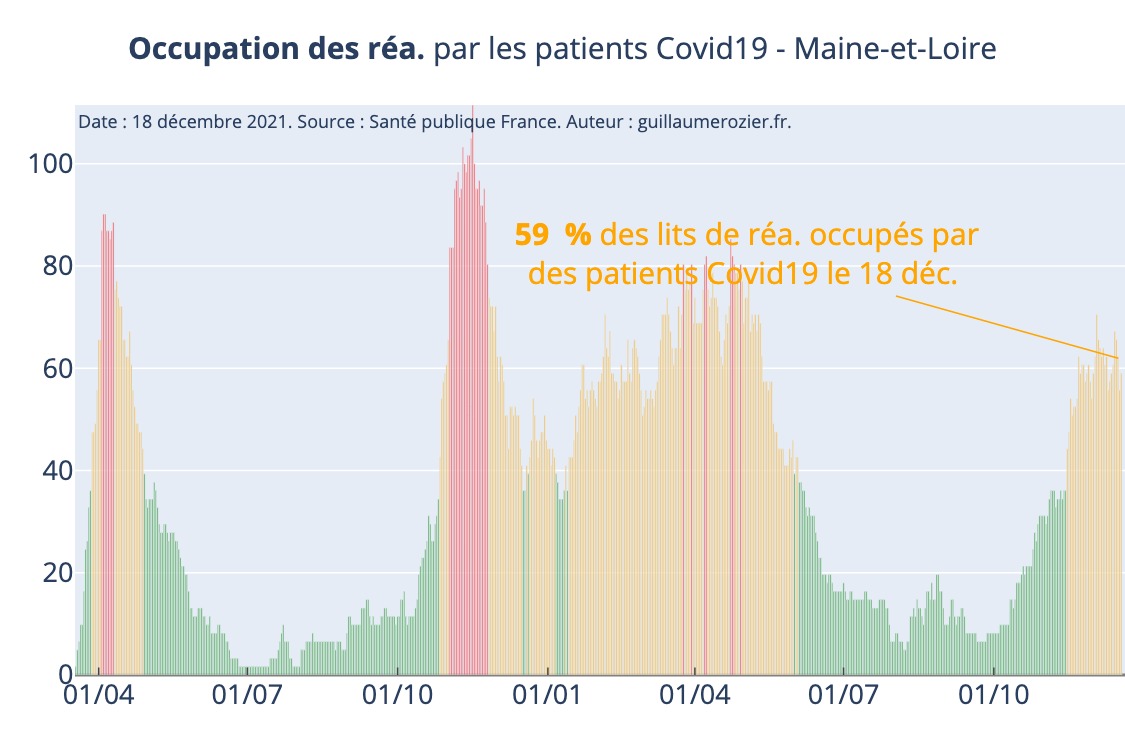 Occupation des réa. par les patients Covid19 - Maine-et-Loire
Date : 18 décembre 2021. Source : Santé publique France. Auteur : guillaumerozier.fr.
59 % des lits de réa. occupés par
des patients Covid19 le 18 déc.
100
80
60
40
20
0
01/04 01/07 01/10 01/01 01/04 01/07 01/10